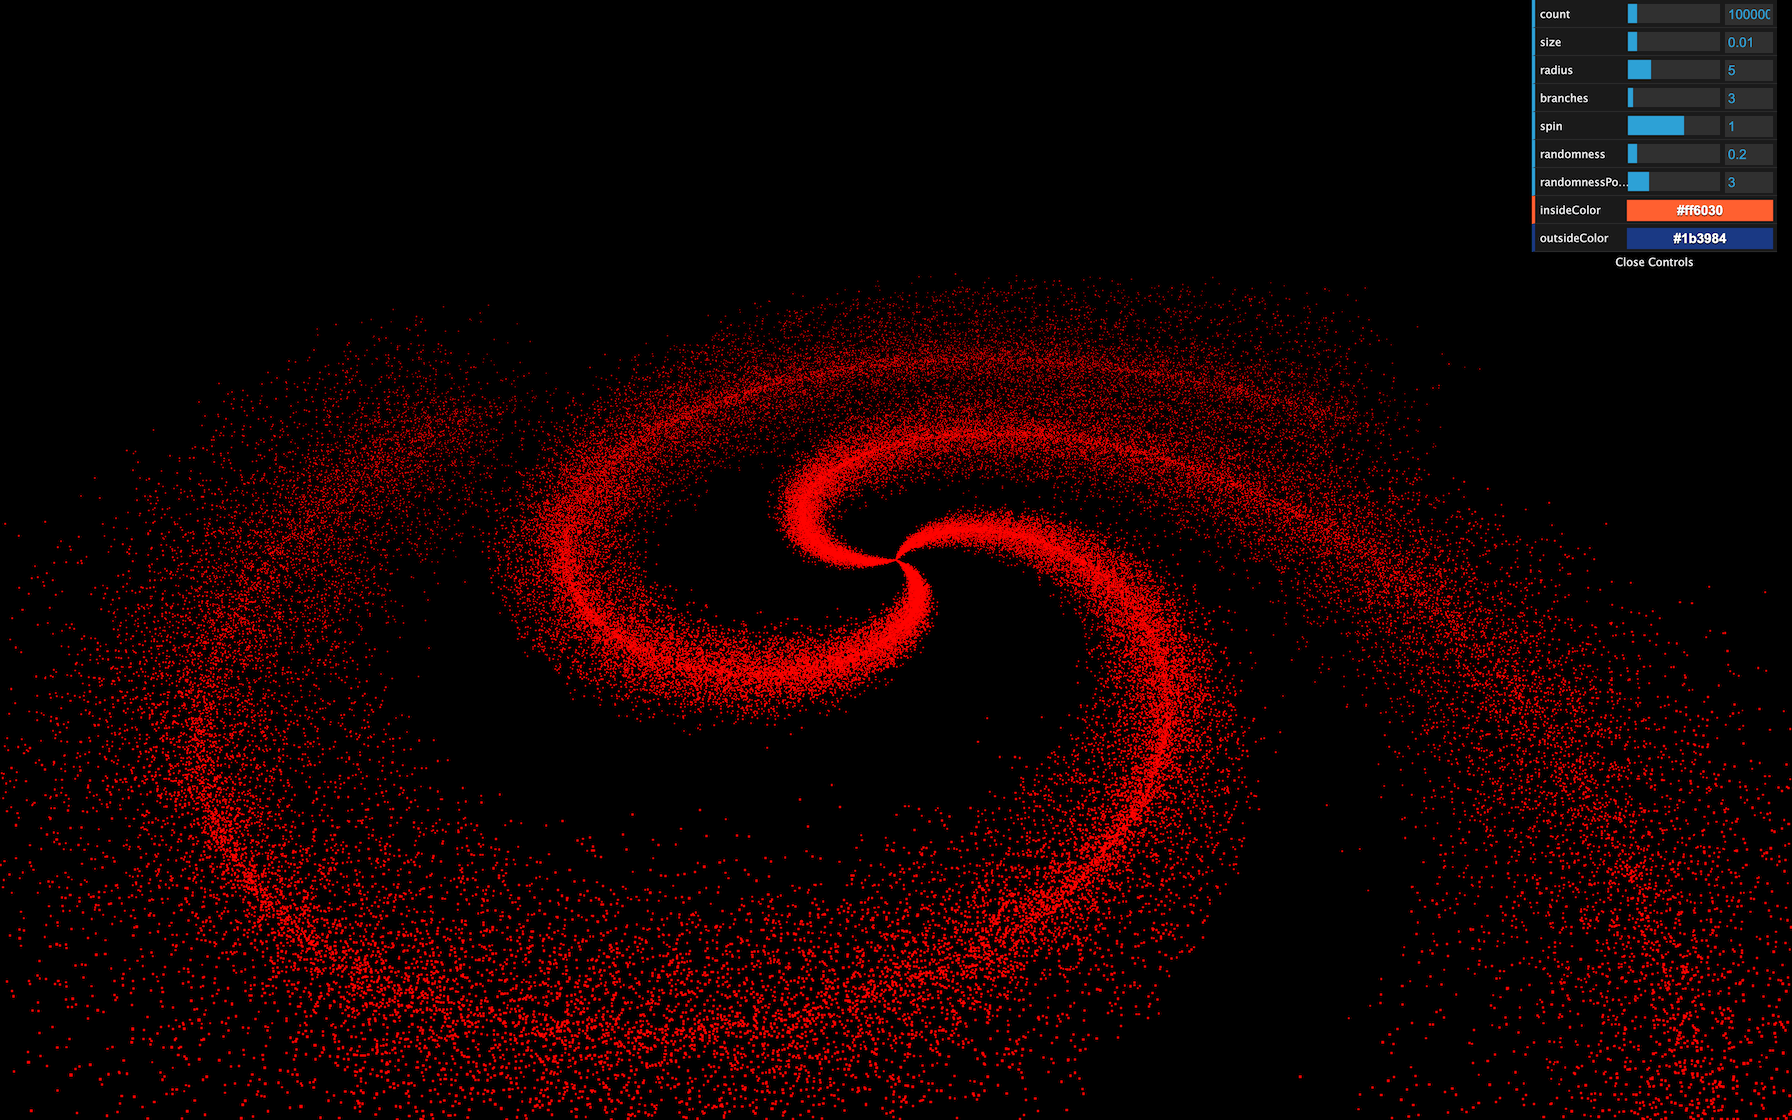 count 100000
size 0.01
radius 5
branches 3
spin 1
randomness 0.2
randomnessPo... 3
insideColor #ff6030
outsideColor #1b3984
Close Controls